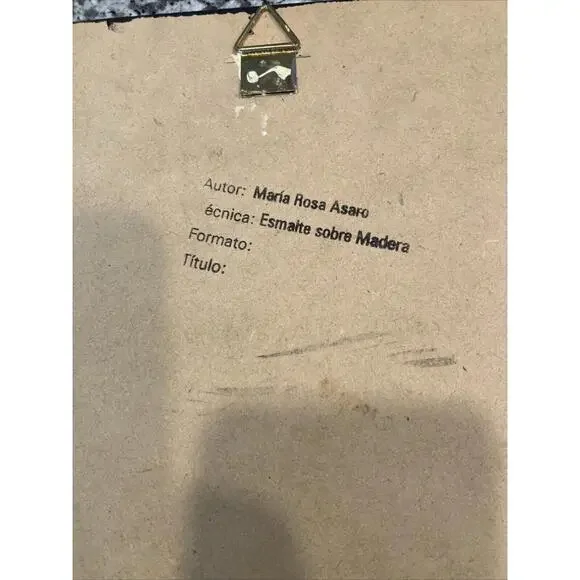 Autor: María Rosa Asaro
écnica: Esmalte sobre Madera
Formato:
Título: